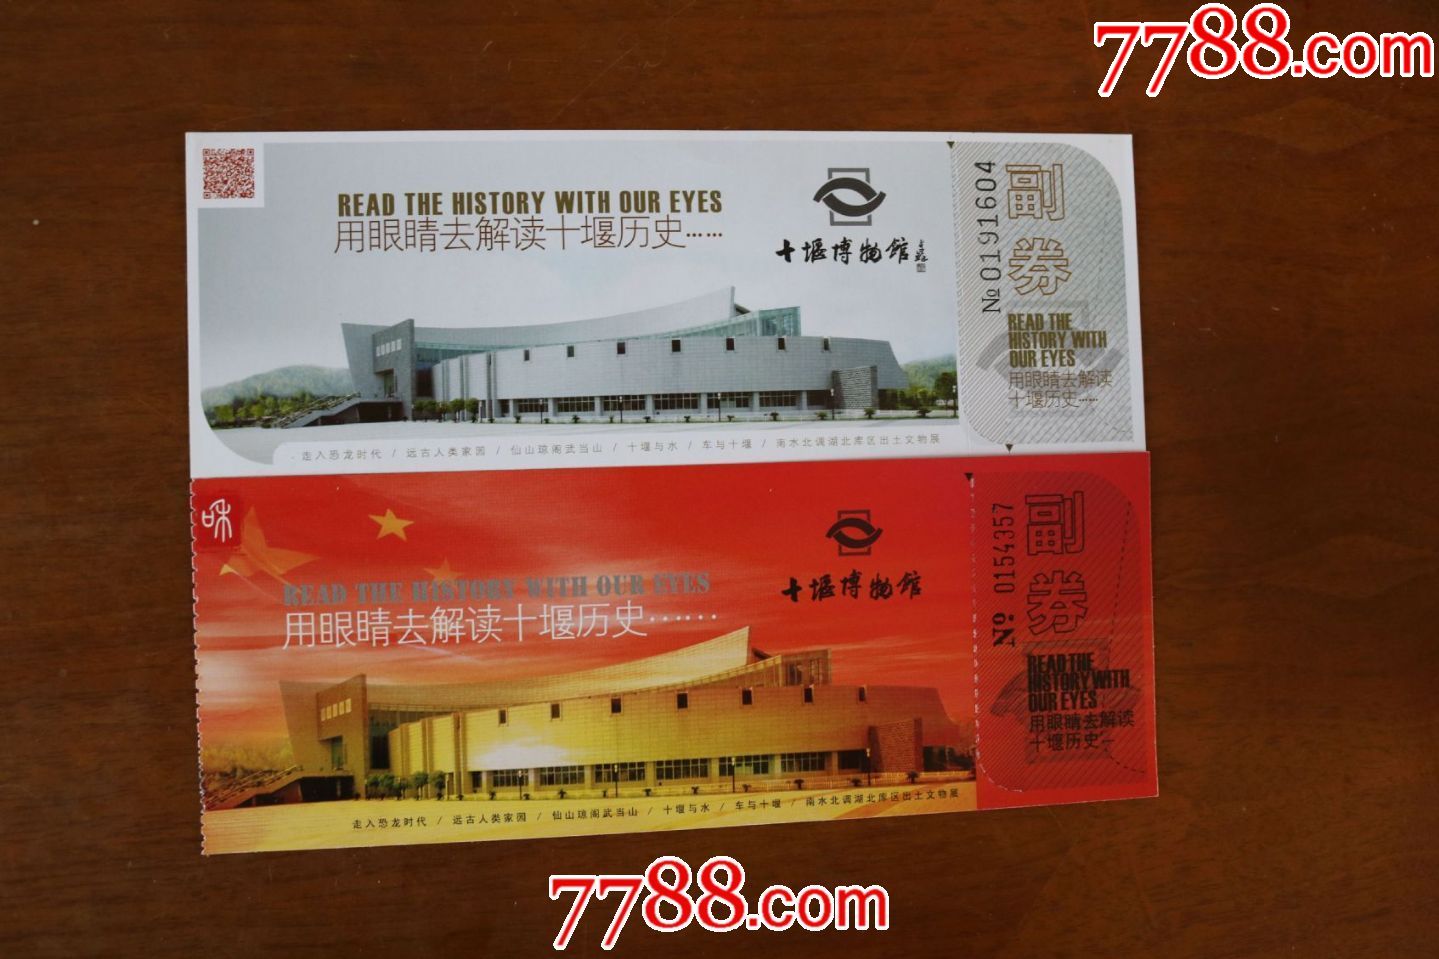 7788.com
READ THE HISTORY WITH OUR EYES
用眼睛去解读十堰历史……
十堰博物馆
走入恐龙时代 / 远古人类家园 / 仙山琼阁武当山 / 十堰与水 / 车与十堰 / 南水北调湖北库区出土文物展
№0191604
副券
READ THE
HISTORY WITH
OUR EYES
用眼睛去解读
十堰历史……
READ THE HISTORY WITH OUR EYES
用眼睛去解读十堰历史……
十堰博物馆
走入恐龙时代 / 远古人类家园 / 仙山琼阁武当山 / 十堰与水 / 车与十堰 / 南水北调湖北库区出土文物展
№ 0154357
副券
READ THE
HISTORY WITH
OUR EYES
用眼睛去解读
十堰历史
7788.com